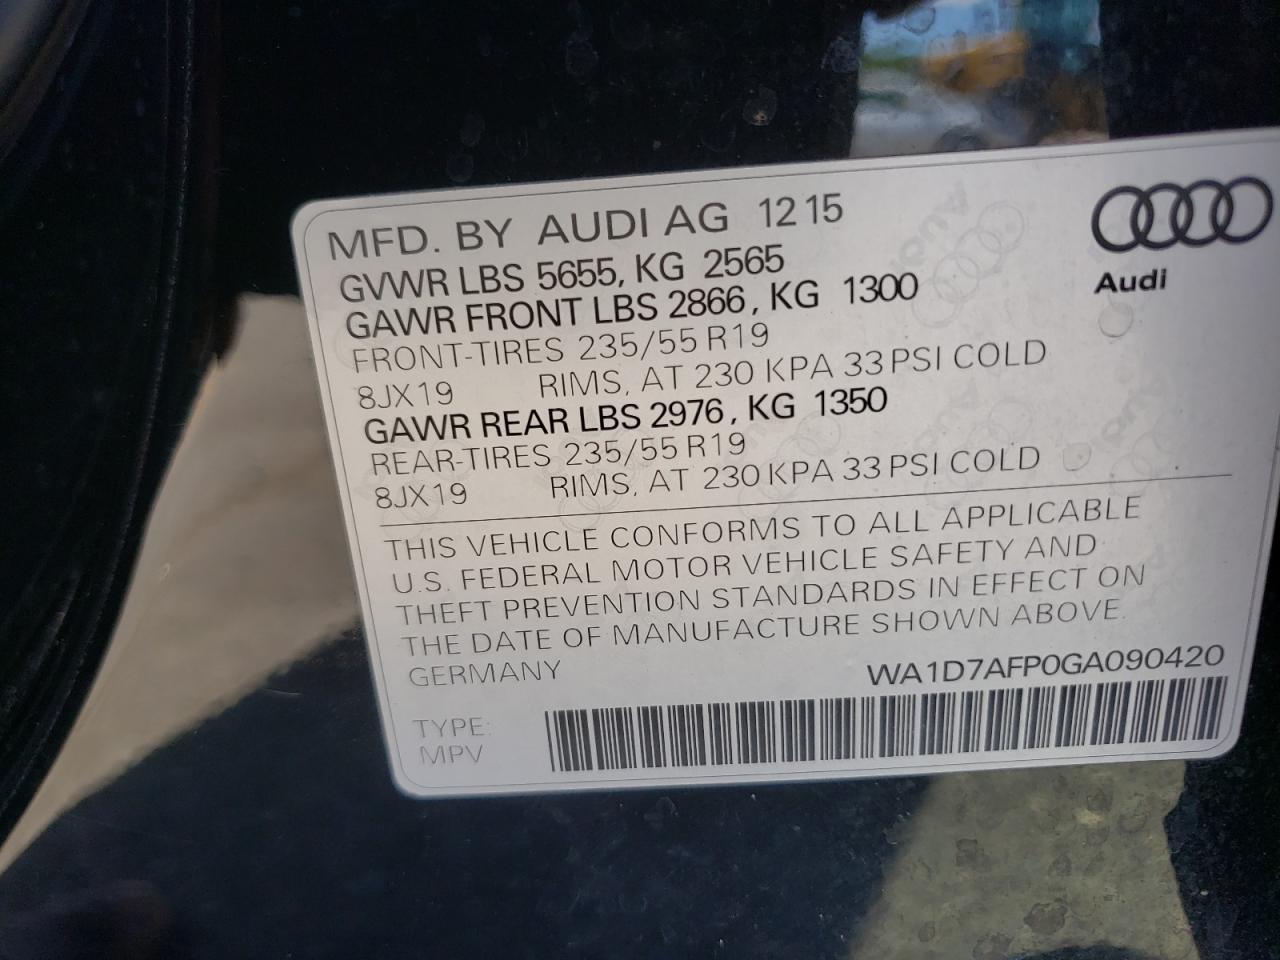 MFD. BY AUDI AG 12 15
GVWR LBS 5655, KG 2565
GAWR FRONT LBS 2866, KG 1300
FRONT-TIRES 235/55 R19
8JX19 RIMS, AT 230 KPA 33 PSI COLD
GAWR REAR LBS 2976, KG 1350
REAR-TIRES 235/55 R19
8JX19 RIMS, AT 230 KPA 33 PSI COLD
Audi
THIS VEHICLE CONFORMS TO ALL APPLICABLE
U.S. FEDERAL MOTOR VEHICLE SAFETY AND
THEFT PREVENTION STANDARDS IN EFFECT ON
THE DATE OF MANUFACTURE SHOWN ABOVE.
GERMANY WA1D7AFP0GA090420
TYPE:
MPV